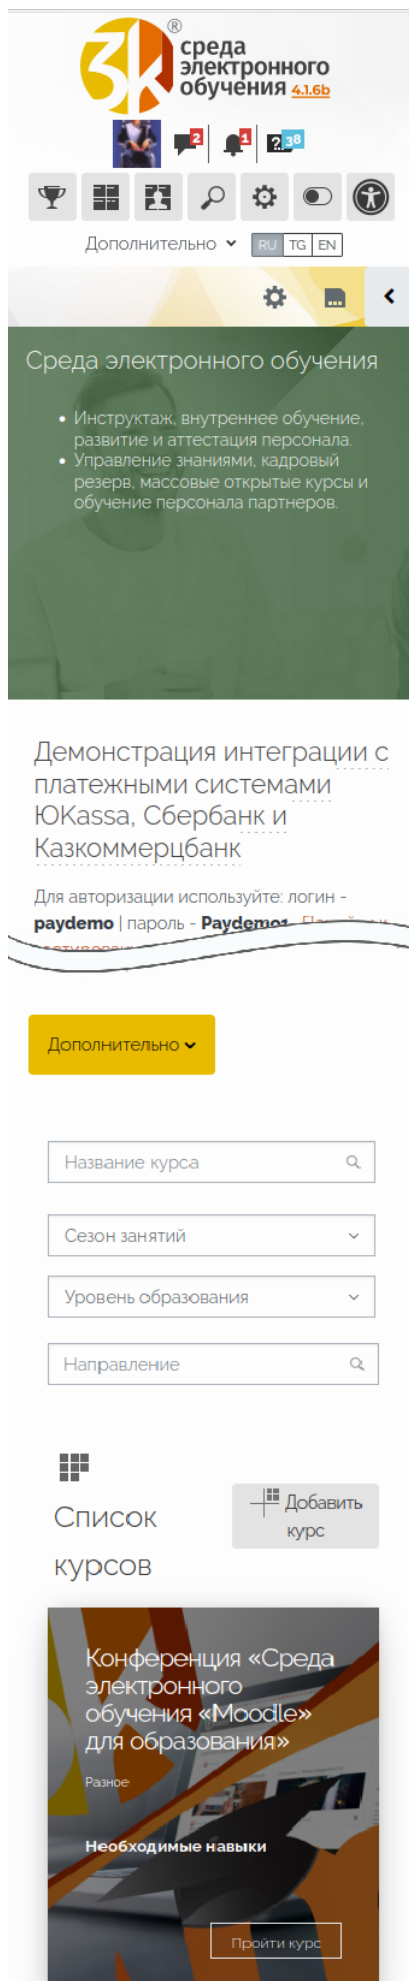 3k®
среда
электронного
обучения 4.1.6b
2 1 ?... 38
Дополнительно RU TG EN
Среда электронного обучения
• Инструктаж, внутреннее обучение,
развитие и аттестация персонала.
• Управление знаниями, кадровый
резерв, массовые открытые курсы и
обучение персонала партнеров.
Демонстрация интеграции с
платежными системами
ЮKassa, Сбербанк и
Казкоммерцбанк
Для авторизации используйте: логин -
paydemo | пароль - Paydemo1.
Дополнительно
Название курса
Сезон занятий
Уровень образования
Направление
Список
курсов
Добавить
курс
Конференция «Среда
электронного
обучения «Moodle»
для образования»
Разное
Необходимые навыки
Пройти курс